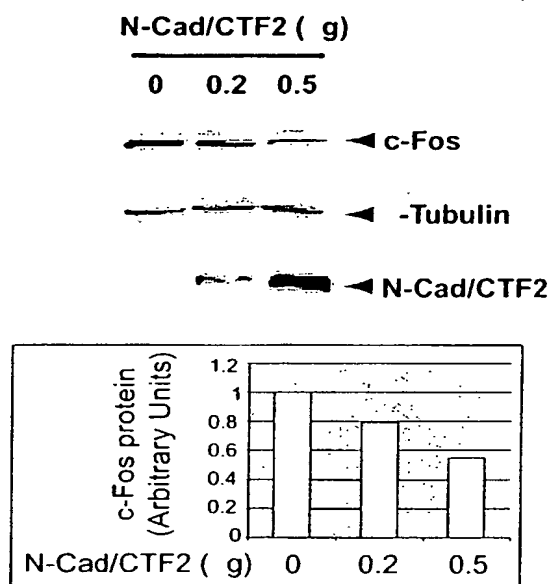 N-Cad/CTF2 ( g)
0 0.2 0.5
c-Fos
-Tubulin
N-Cad/CTF2
c-Fos protein
(Arbitrary Units)
1.2
1
0.8
0.6
0.4
0.2
0
N-Cad/CTF2 ( g) 0 0.2 0.5